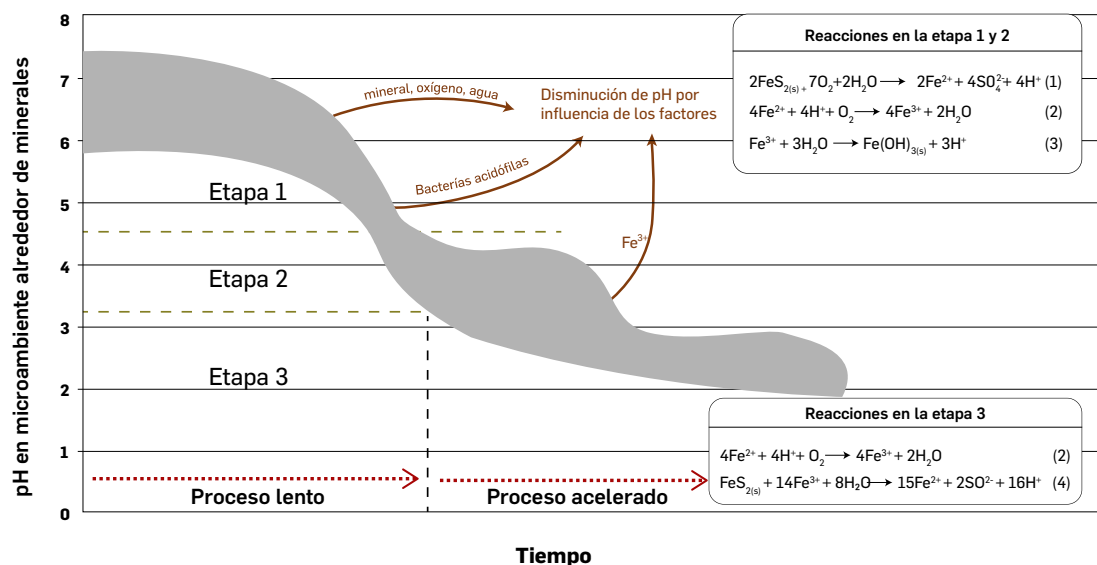 pH en microambiente alrededor de minerales
8
7
6
5
4
3
2
1
0
Etapa 1
Etapa 2
Etapa 3
mineral, oxígeno, agua
Bacterías acidófilas
Fe³⁺
Disminución de pH por
influencia de los factores
Reacciones en la etapa 1 y 2
2FeS₂₍ₛ₎ ₊ 7O₂+2H₂O ⟶ 2Fe²⁺ + 4SO₄²⁻+ 4H⁺ (1)
4Fe²⁺ + 4H⁺+ O₂ ⟶ 4Fe³⁺ + 2H₂O (2)
Fe³⁺ + 3H₂O ⟶ Fe(OH)₃₍ₛ₎ + 3H⁺ (3)
Reacciones en la etapa 3
4Fe²⁺ + 4H⁺+ O₂ ⟶ 4Fe³⁺ + 2H₂O (2)
FeS₂₍ₛ₎ + 14Fe³⁺ + 8H₂O ⟶ 15Fe²⁺ + 2SO²⁻ + 16H⁺ (4)
Proceso lento
Proceso acelerado
Tiempo